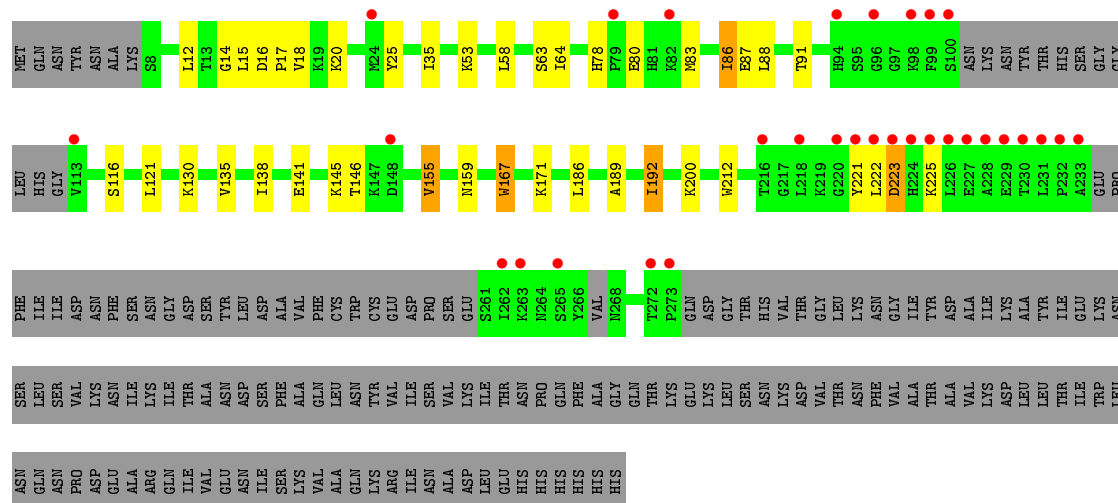 MET GLN ASN TYR ASN ALA LYS S8 L12 T13 G14 L15 D16 P17 V18 K19 K20 M24 Y25 I35 K53 L58 S63 I64 H78 P79 E80 H81 K82 M83 I86 E87 L88 T91 H94 S95 G96 G97 K98 F99 S100 ASN LYS ASN TYR THR HIS SER GLY GLY
LEU HIS GLY V113 S116 L121 K130 V135 I138 E141 K145 T146 K147 D148 V155 N159 W167 K171 L186 A189 I192 K200 W212 T216 G217 L218 K219 G220 Y221 L222 D223 H224 K225 L226 E227 A228 E229 T230 L231 P232 A233 GLU PRO
PHE ILE ILE ASP ASN PHE SER ASN GLY ASP SER TYR LEU ASP ALA VAL PHE CYS TRP CYS GLU ASP PRO SER GLU S261 I262 K263 N264 S265 Y266 VAL N268 T272 P273 GLN ASP GLY THR HIS VAL THR GLY LEU LYS ASN GLY ILE TYR ASP ALA ILE LYS ALA TYR ILE GLU LYS ASN
SER LEU SER VAL LYS ASN ILE LYS ILE THR ALA ASN ASP SER PHE ALA GLN LEU ASN TYR VAL ILE SER VAL LYS ILE THR ASN PRO GLN PHE ALA GLY GLN THR LYS GLU LYS LEU SER ASN LYS ASP VAL THR ASN PHE VAL ALA THR ALA VAL LYS ASP LEU LEU THR ILE TRP LEU
ASN GLN ASN PRO ASP GLU ALA ARG GLN ILE VAL GLU ASN ILE SER LYS VAL ALA GLN LYS ARG ILE ASN ALA ASP LEU GLU HIS HIS HIS HIS HIS HIS